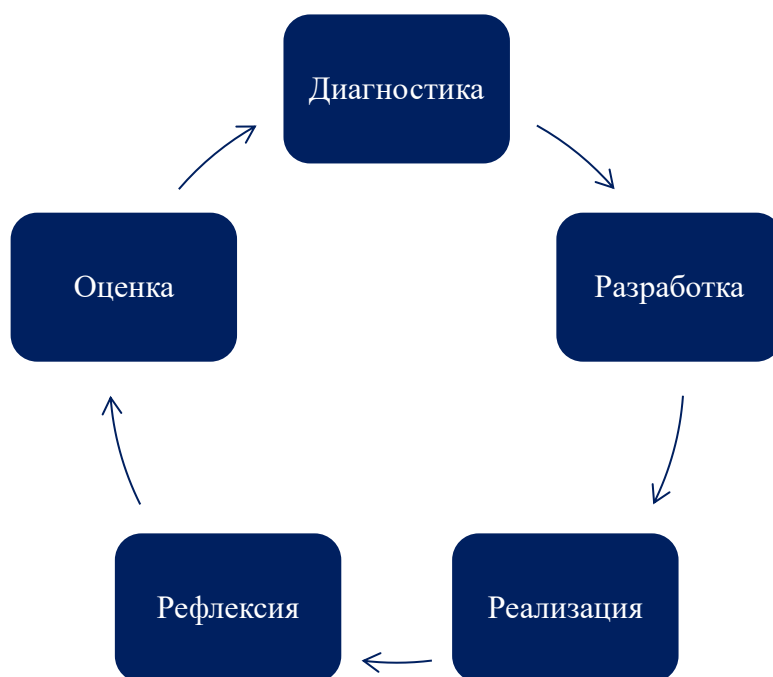 Диагностика
Разработка
Реализация
Рефлексия
Оценка